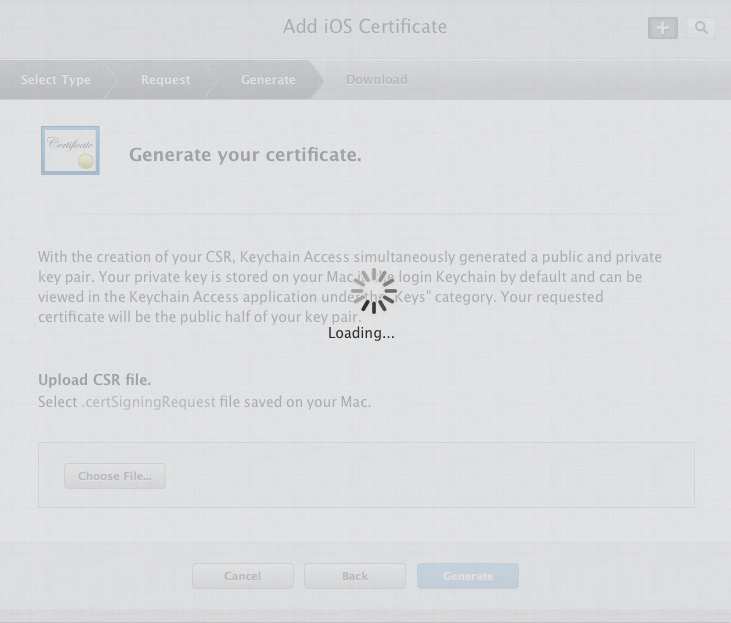 Add iOS Certificate
Select Type
Request
Generate
Download
Certificate
Generate your certificate.
With the creation of your CSR, Keychain Access simultaneously generated a public and private
key pair. Your private key is stored on your Mac in the login Keychain by default and can be
viewed in the Keychain Access application under the "Keys" category. Your requested
certificate will be the public half of your key pair.
Loading...
Upload CSR file.
Select .certSigningRequest file saved on your Mac.
Choose File...
Cancel
Back
Generate